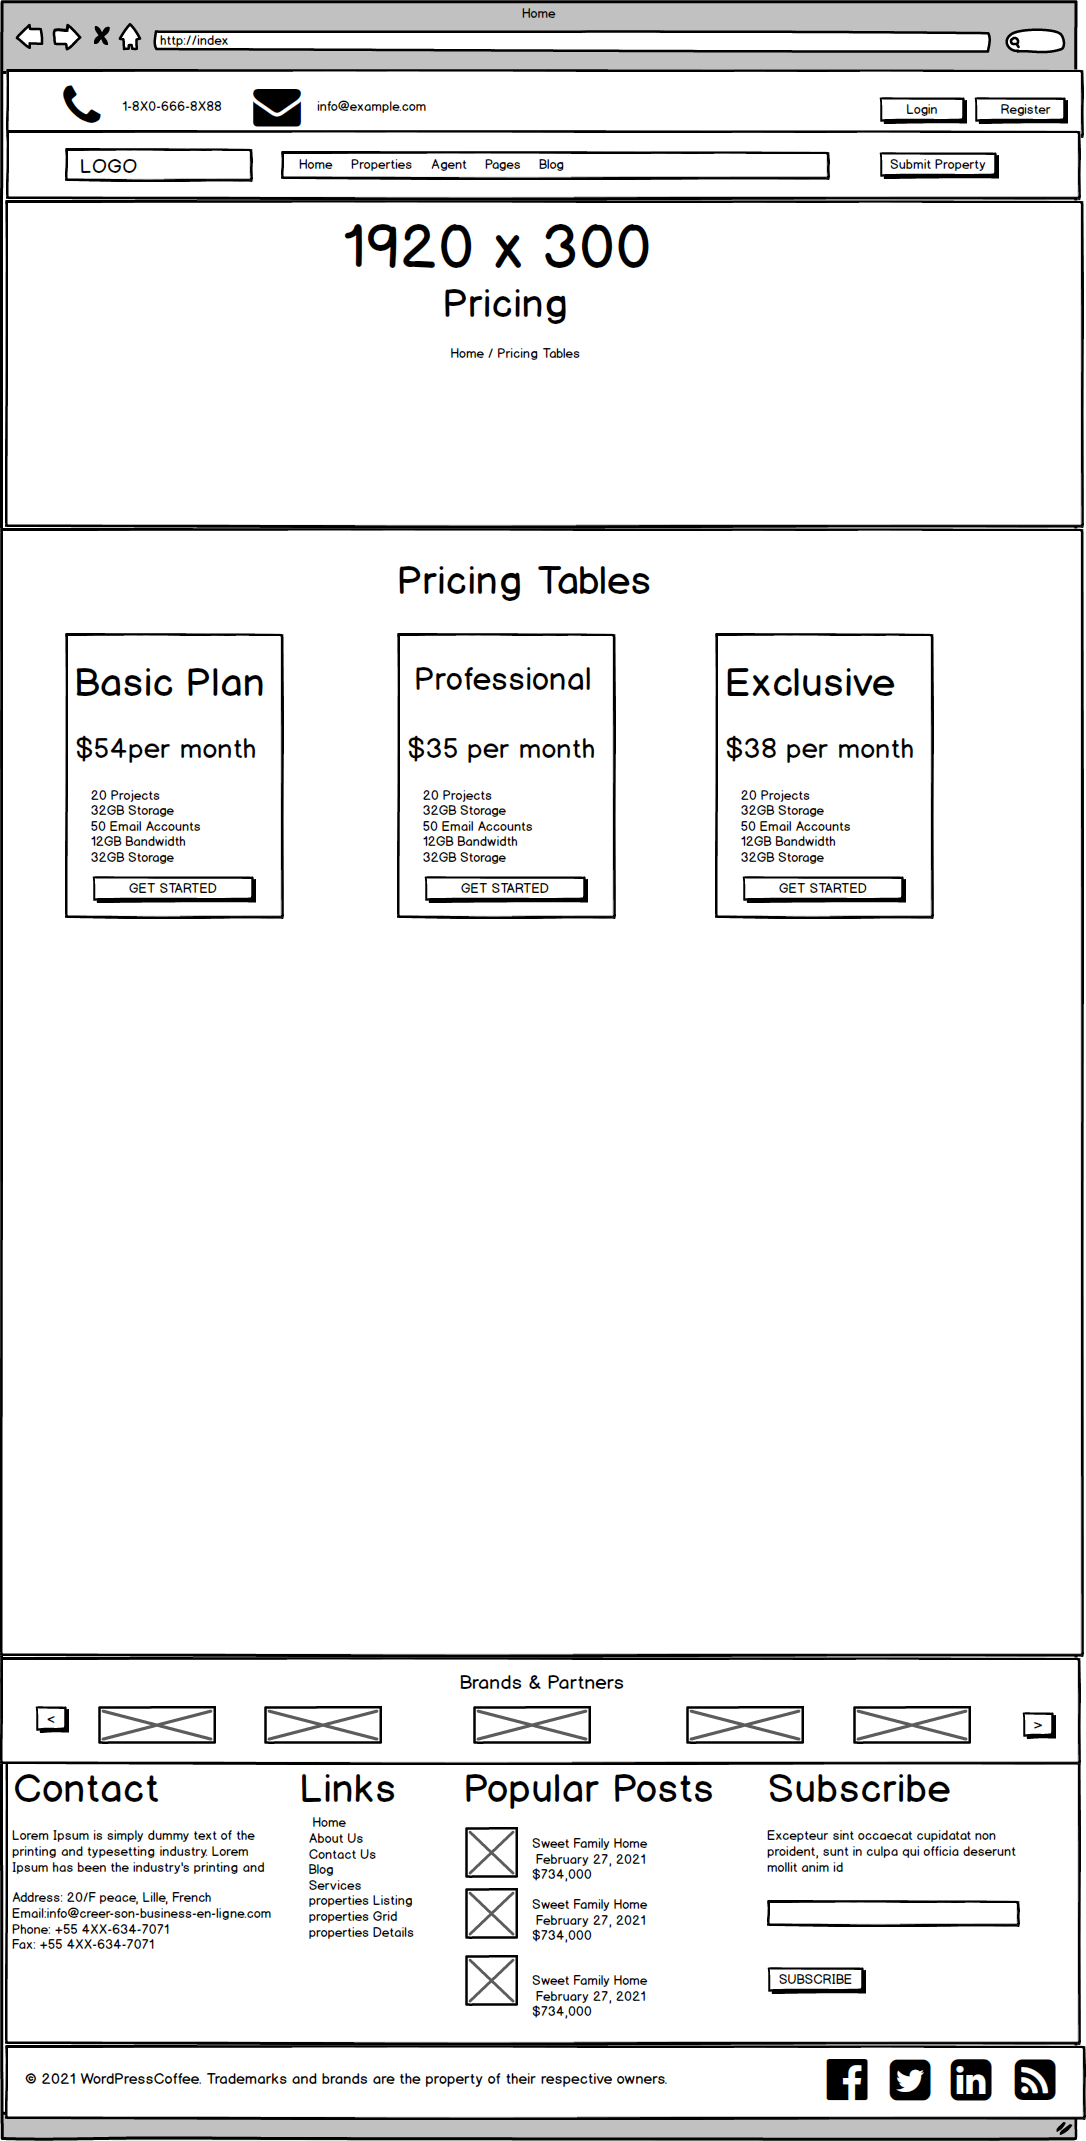 Home
http://index
1-8X0-666-8X88
info@example.com
Login
Register
LOGO
Home Properties Agent Pages Blog
Submit Property
1920 x 300
Pricing
Home / Pricing Tables
Pricing Tables
Basic Plan
$54per month
20 Projects
32GB Storage
50 Email Accounts
12GB Bandwidth
32GB Storage
GET STARTED
Professional
$35 per month
20 Projects
32GB Storage
50 Email Accounts
12GB Bandwidth
32GB Storage
GET STARTED
Exclusive
$38 per month
20 Projects
32GB Storage
50 Email Accounts
12GB Bandwidth
32GB Storage
GET STARTED
Brands & Partners
<
>
Contact
Lorem Ipsum is simply dummy text of the
printing and typesetting industry. Lorem
Ipsum has been the industry's printing and
Address: 20/F peace, Lille, French
Email:info@creer-son-business-en-ligne.com
Phone: +55 4XX-634-7071
Fax: +55 4XX-634-7071
Links
Home
About Us
Contact Us
Blog
Services
properties Listing
properties Grid
properties Details
Popular Posts
Sweet Family Home
February 27, 2021
$734,000
Sweet Family Home
February 27, 2021
$734,000
Sweet Family Home
February 27, 2021
$734,000
Subscribe
Excepteur sint occaecat cupidatat non
proident, sunt in culpa qui officia deserunt
mollit anim id
SUBSCRIBE
© 2021 WordPressCoffee. Trademarks and brands are the property of their respective owners.